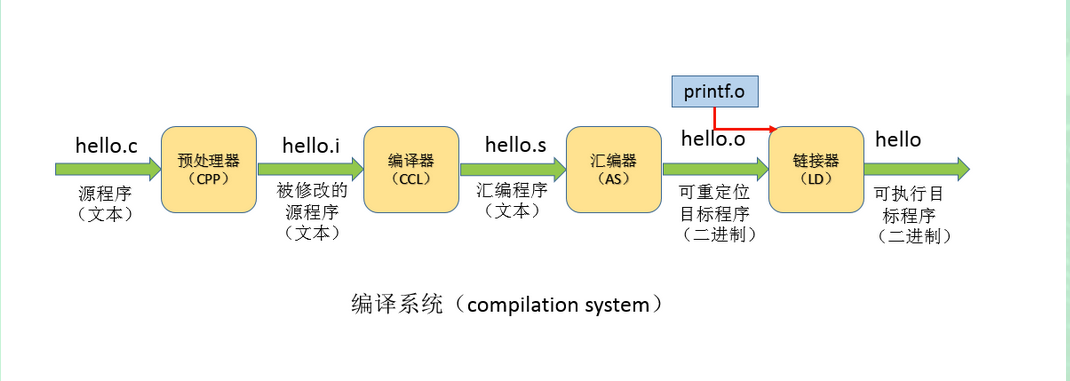 printf.o
hello.c
hello.i
hello.s
hello.o
hello
预处理器
（CPP）
编译器
（CCL）
汇编器
（AS）
链接器
（LD）
源程序
（文本）
被修改的
源程序
（文本）
汇编程序
（文本）
可重定位
目标程序
（二进制）
可执行目
标程序
（二进制）
编译系统（compilation system）